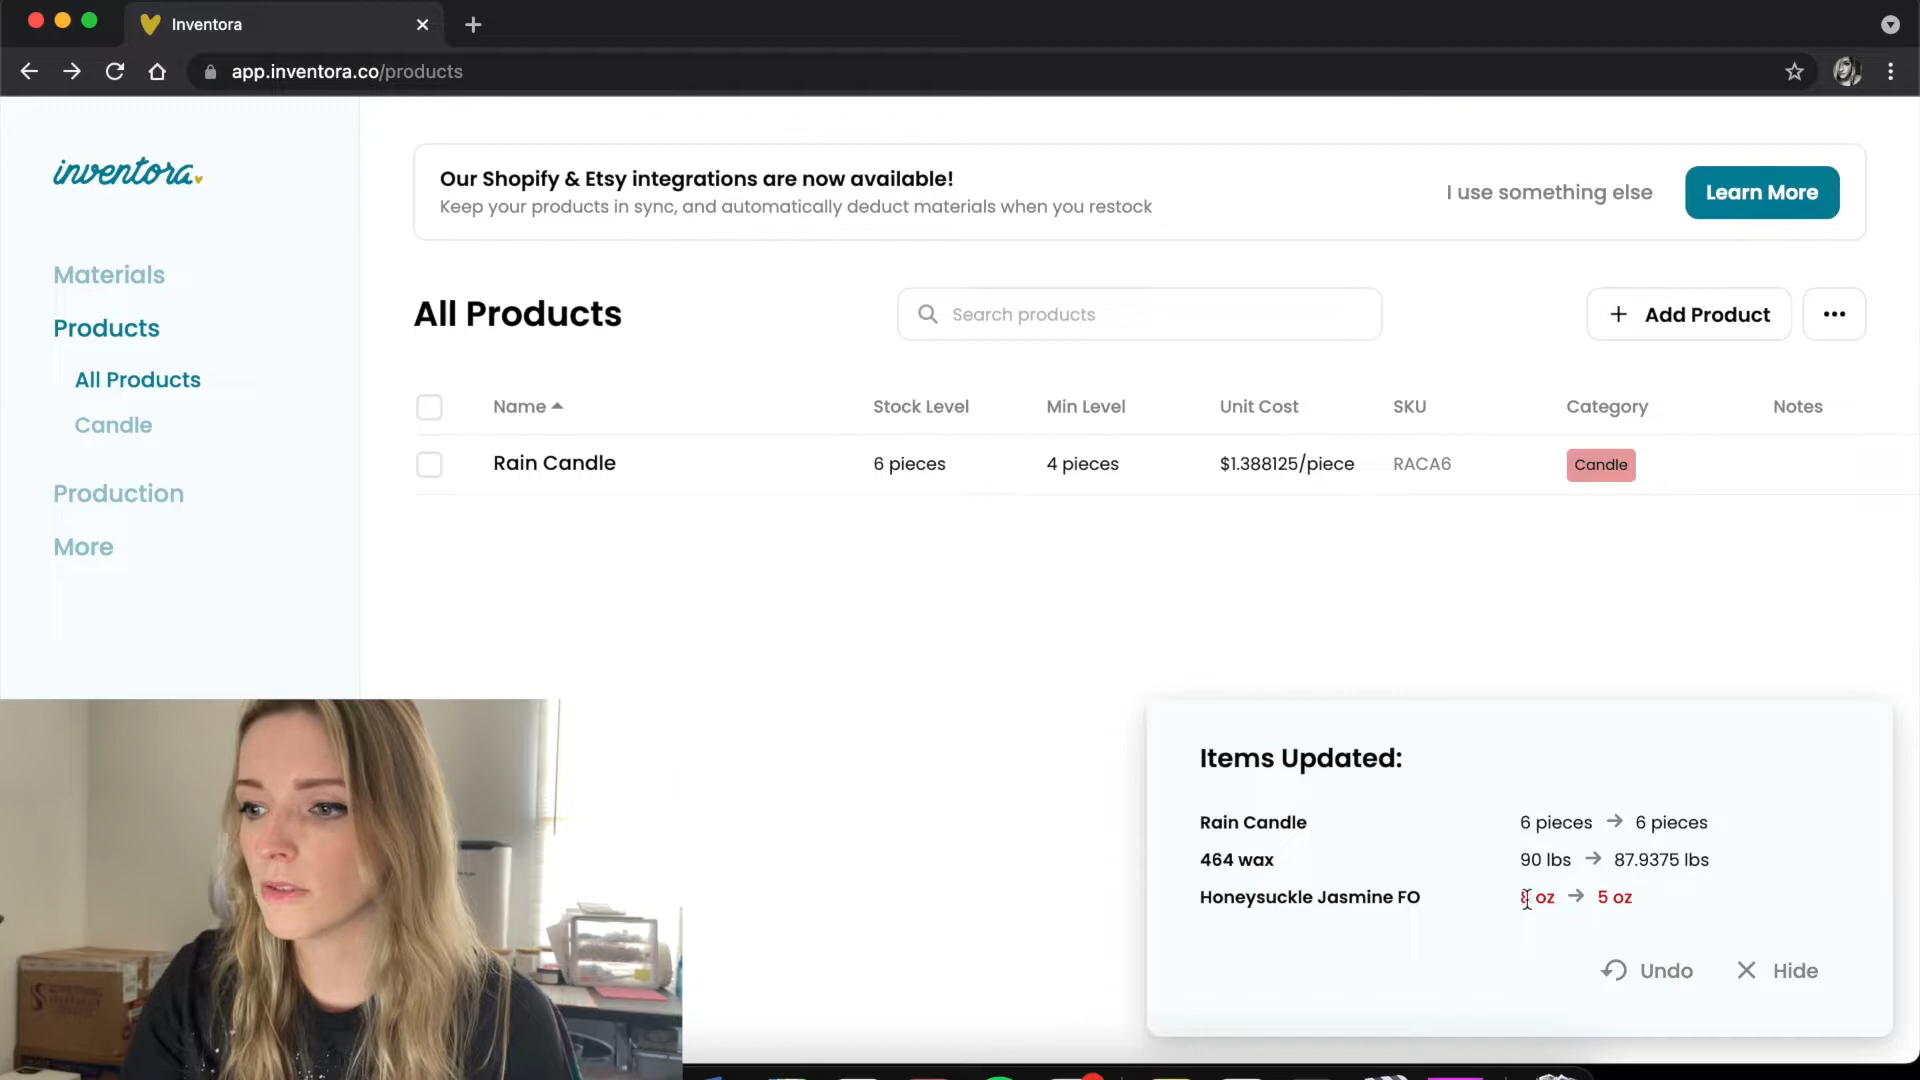 Inventora
app.inventora.co/products
inventora
Our Shopify & Etsy integrations are now available!
Keep your products in sync, and automatically deduct materials when you restock
I use something else
Learn More
Materials
Products
All Products
Candle
Production
More
All Products
Search products
Add Product
Name
Stock Level
Min Level
Unit Cost
SKU
Category
Notes
Rain Candle
6 pieces
4 pieces
$1.388125/piece
RACA6
Candle
Items Updated:
Rain Candle
6 pieces → 6 pieces
464 wax
90 lbs → 87.9375 lbs
Honeysuckle Jasmine FO
oz → 5 oz
Undo
Hide